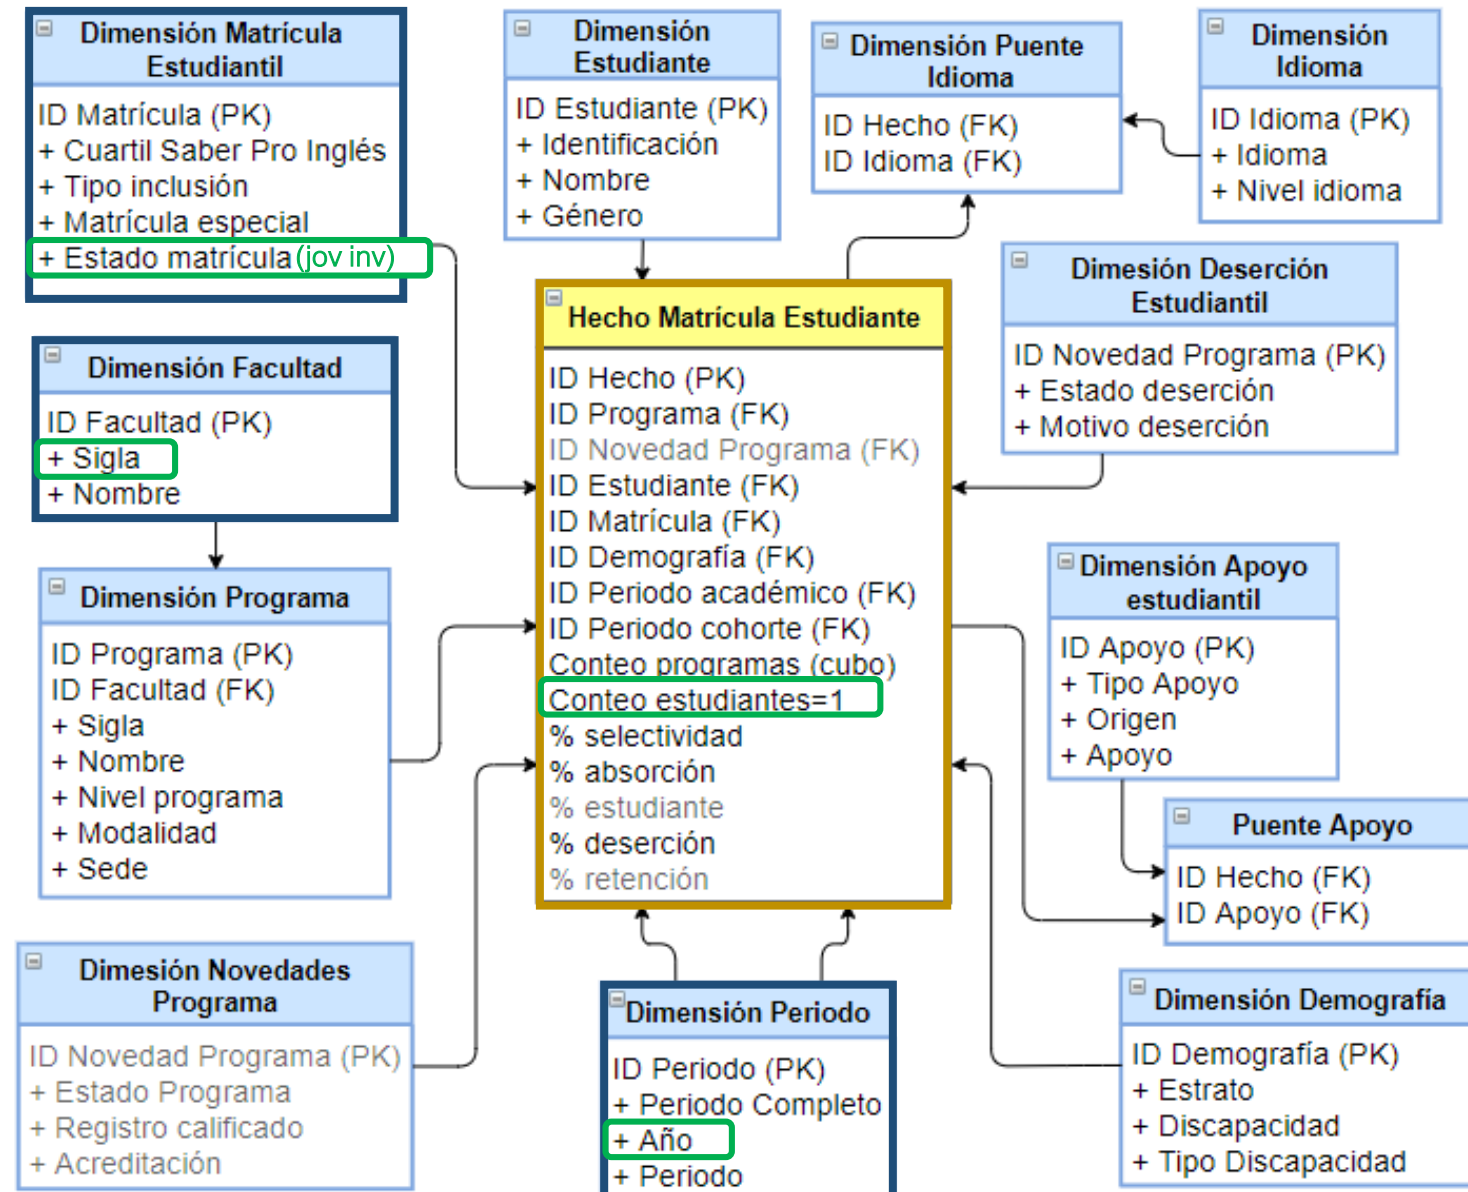 Dimensión Matrícula
Estudiantil
ID Matrícula (PK)
+ Cuartil Saber Pro Inglés
+ Tipo inclusión
+ Matrícula especial
+ Estado matrícula (jov inv)
Dimensión
Estudiante
ID Estudiante (PK)
+ Identificación
+ Nombre
+ Género
Dimensión Puente
Idioma
ID Hecho (FK)
ID Idioma (FK)
Dimensión
Idioma
ID Idioma (PK)
+ Idioma
+ Nivel idioma
Dimesión Deserción
Estudiantil
ID Novedad Programa (PK)
+ Estado deserción
+ Motivo deserción
Dimensión Facultad
ID Facultad (PK)
+ Sigla
+ Nombre
Hecho Matrícula Estudiante
ID Hecho (PK)
ID Programa (FK)
ID Novedad Programa (FK)
ID Estudiante (FK)
ID Matrícula (FK)
ID Demografía (FK)
ID Periodo académico (FK)
ID Periodo cohorte (FK)
Conteo programas (cubo)
Conteo estudiantes=1
% selectividad
% absorción
% estudiante
% deserción
% retención
Dimensión Programa
ID Programa (PK)
ID Facultad (FK)
+ Sigla
+ Nombre
+ Nivel programa
+ Modalidad
+ Sede
Dimensión Apoyo
estudiantil
ID Apoyo (PK)
+ Tipo Apoyo
+ Origen
+ Apoyo
Puente Apoyo
ID Hecho (FK)
ID Apoyo (FK)
Dimesión Novedades
Programa
ID Novedad Programa (PK)
+ Estado Programa
+ Registro calificado
+ Acreditación
Dimensión Periodo
ID Periodo (PK)
+ Periodo Completo
+ Año
+ Periodo
Dimensión Demografía
ID Demografía (PK)
+ Estrato
+ Discapacidad
+ Tipo Discapacidad